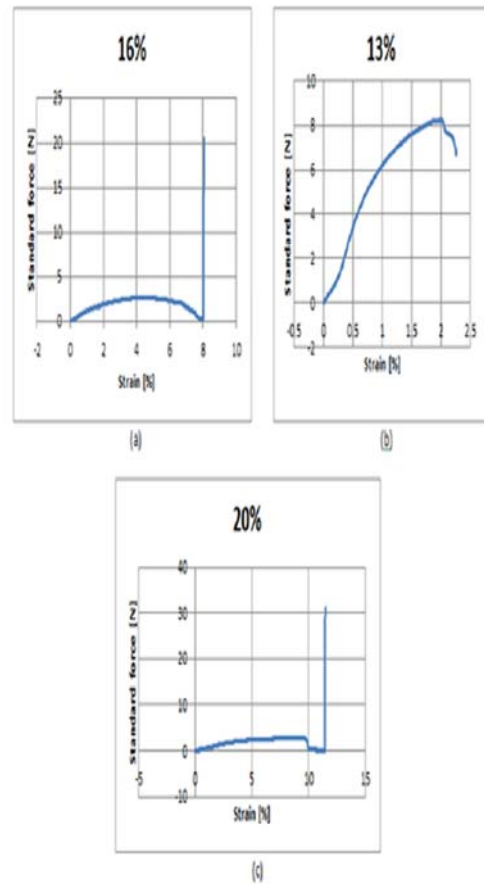 16%
Standard force [N]
25
20
15
10
5
0
-2 0 2 4 6 8 10
Strain [%]
(a)
13%
Standard force [N]
10
8
6
4
2
0
-2
-0.5 0 0.5 1 1.5 2 2.5
Strain [%]
(b)
20%
Standard force [N]
40
30
20
10
0
-10
-5 0 5 10 15
Strain [%]
(c)